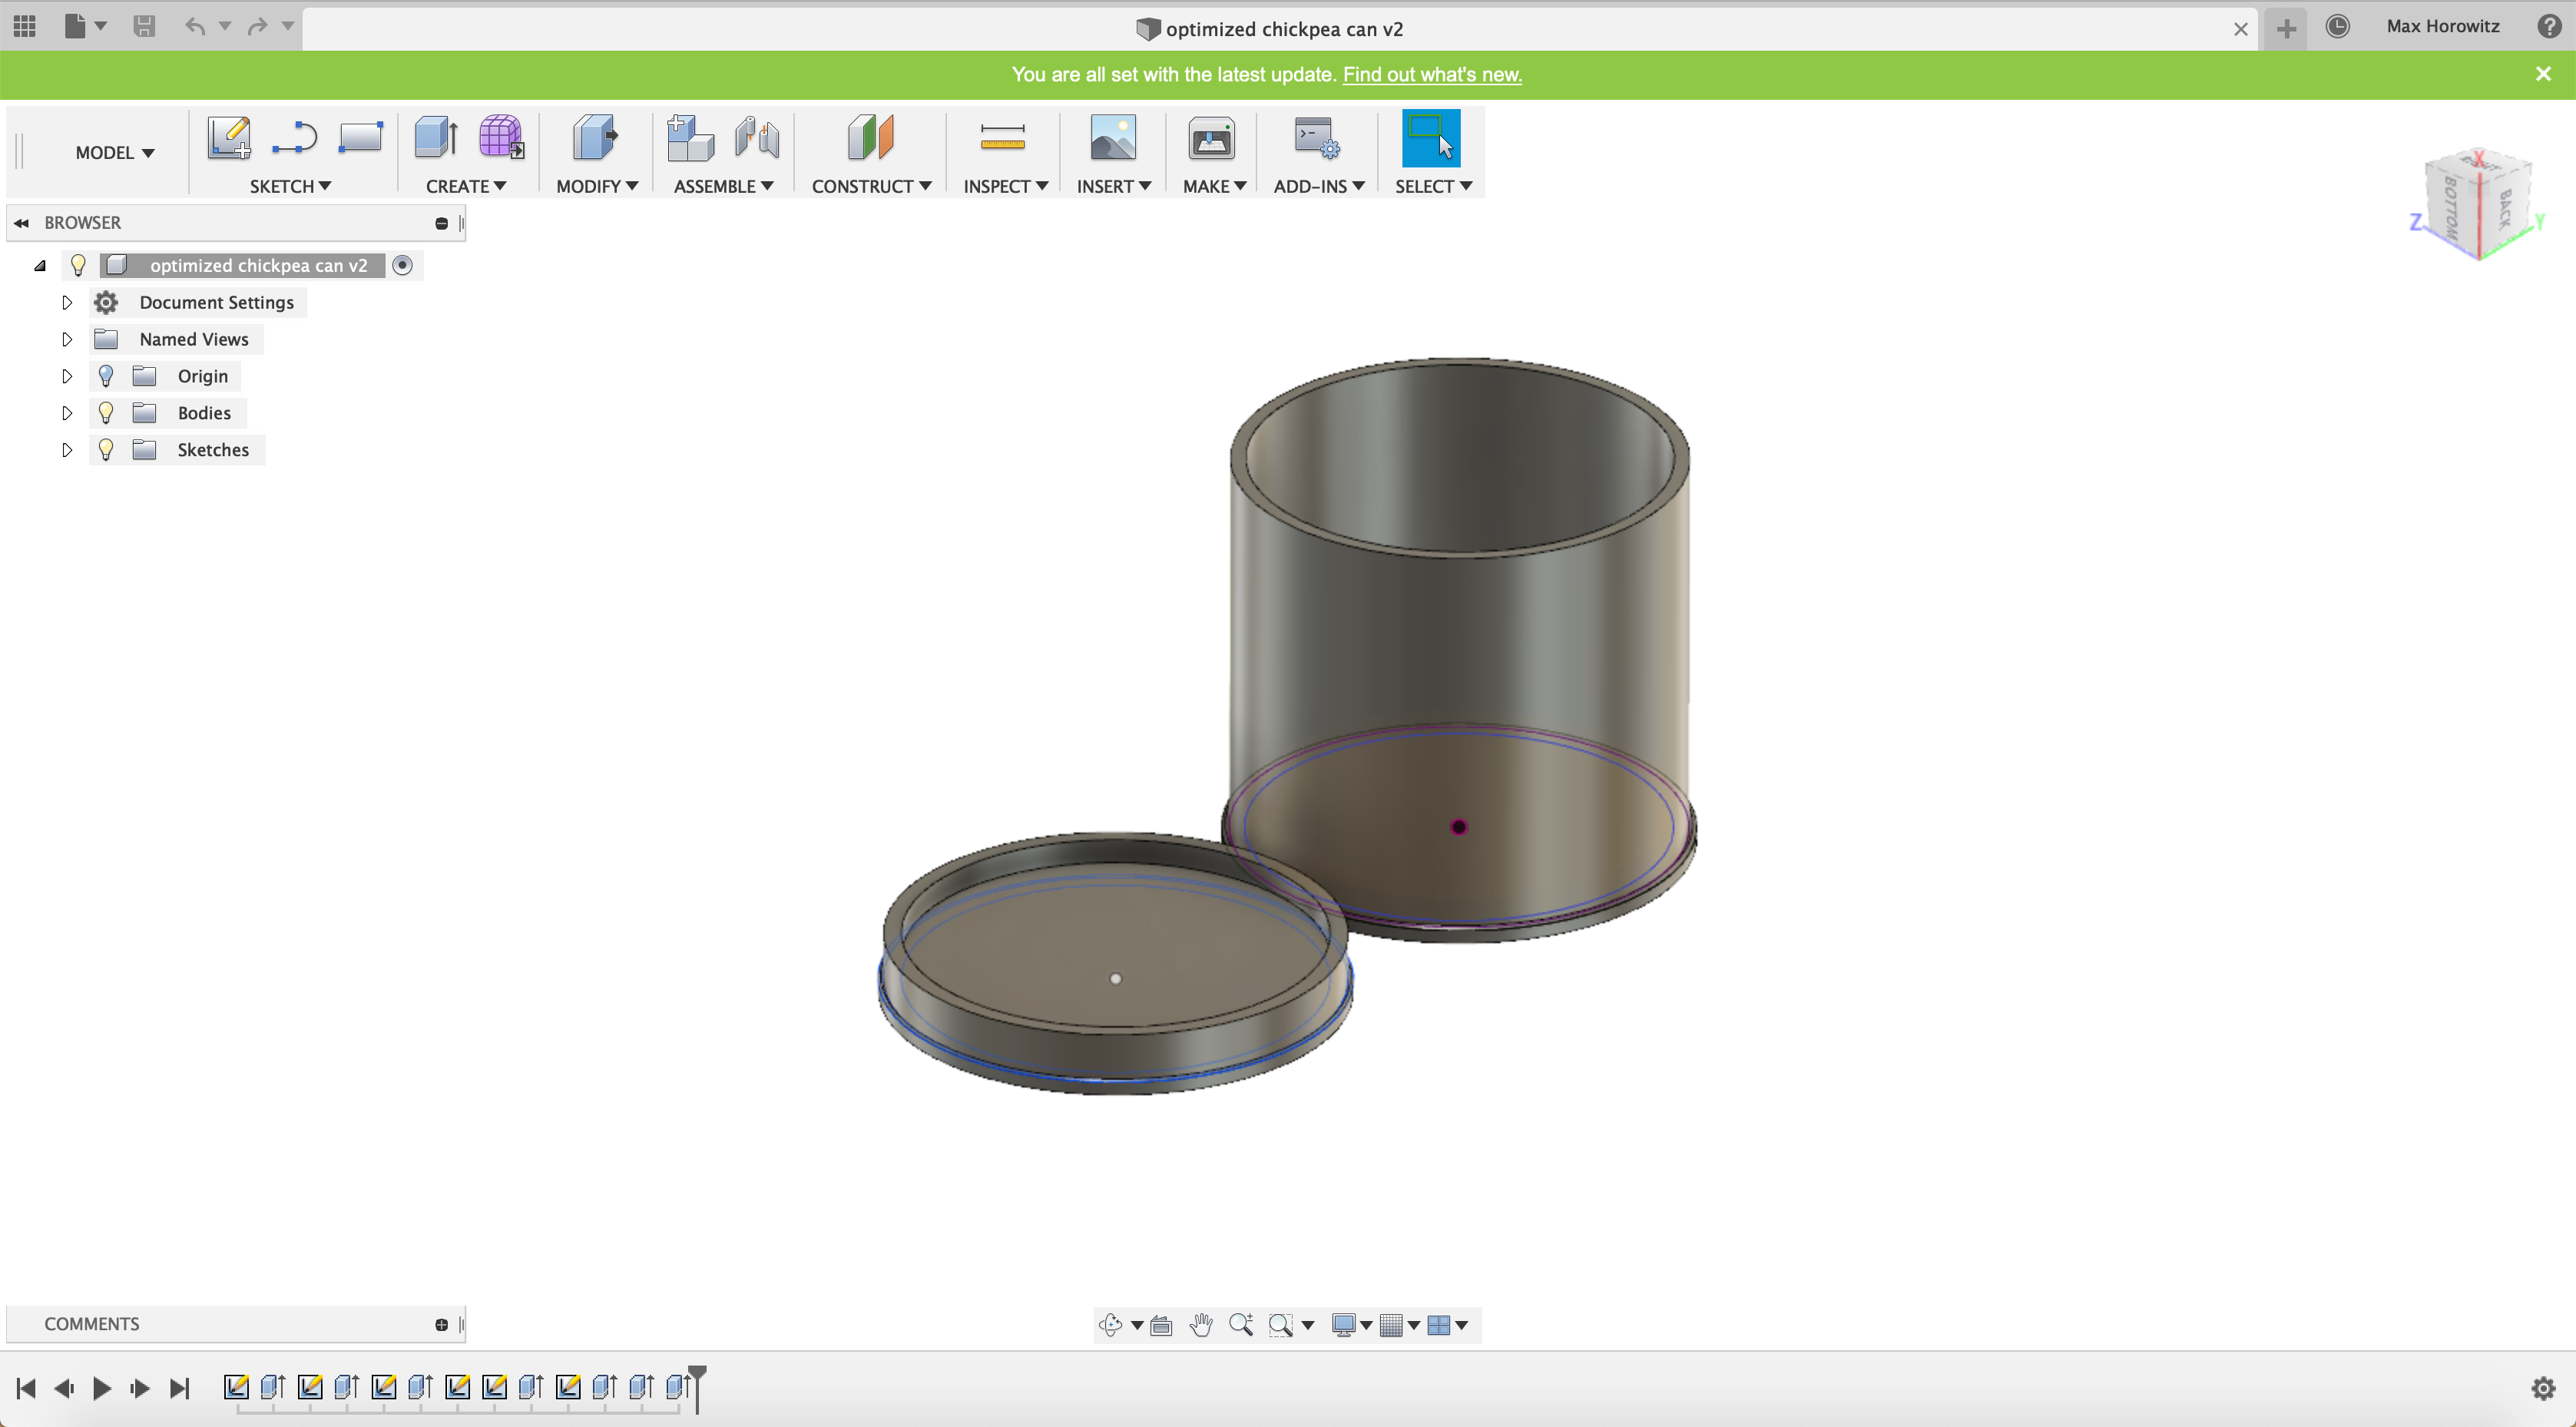 optimized chickpea can v2
Max Horowitz
You are all set with the latest update. Find out what's new.
MODEL
SKETCH
CREATE
MODIFY
ASSEMBLE
CONSTRUCT
INSPECT
INSERT
MAKE
ADD-INS
SELECT
BROWSER
optimized chickpea can v2
Document Settings
Named Views
Origin
Bodies
Sketches
X
BOTTOM
BACK
Z
Y
COMMENTS